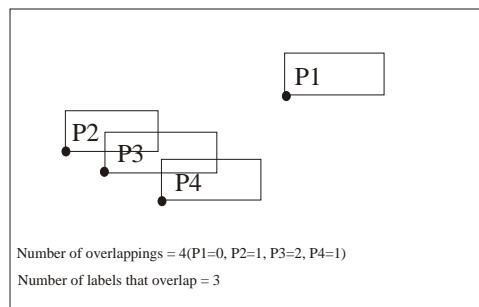 P1
P2
P3
P4
Number of overlappings = 4(P1=0, P2=1, P3=2, P4=1)
Number of labels that overlap = 3